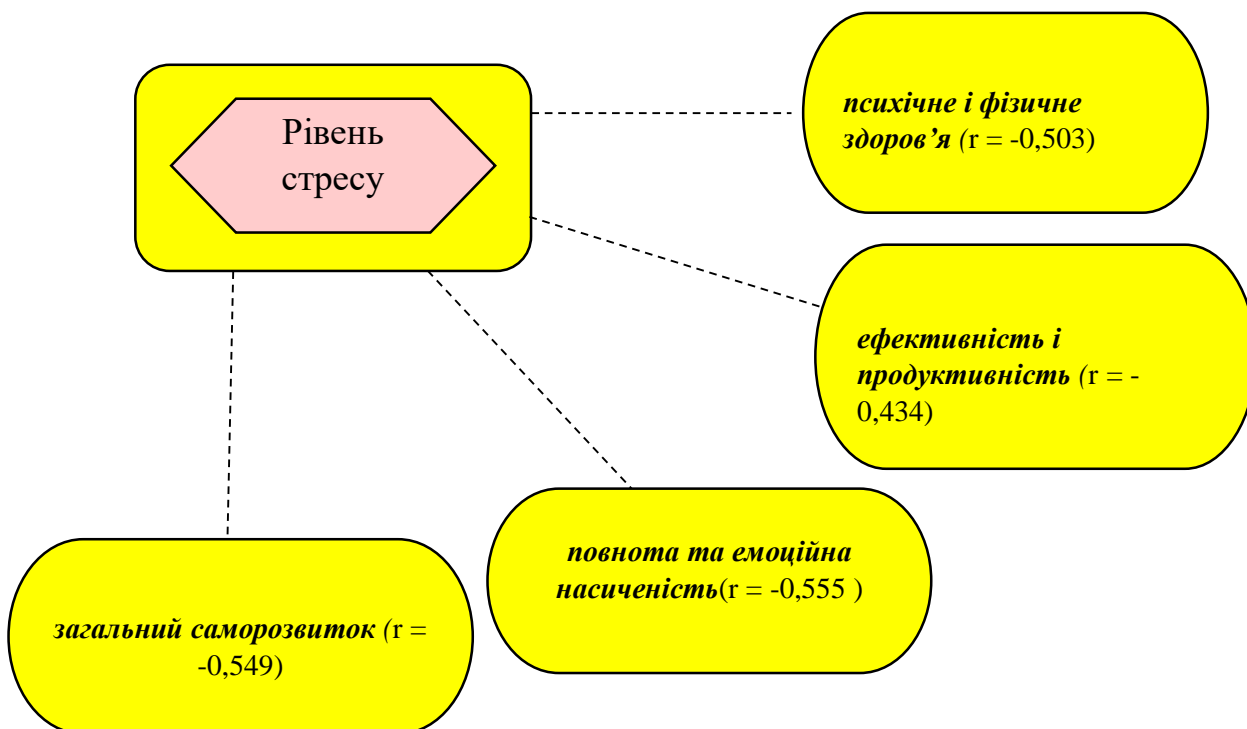 Рівень
стресу
психічне і фізичне
здоров’я (r = -0,503)
ефективність і
продуктивність (r = -
0,434)
повнота та емоційна
насиченість(r = -0,555 )
загальний саморозвиток (r =
-0,549)